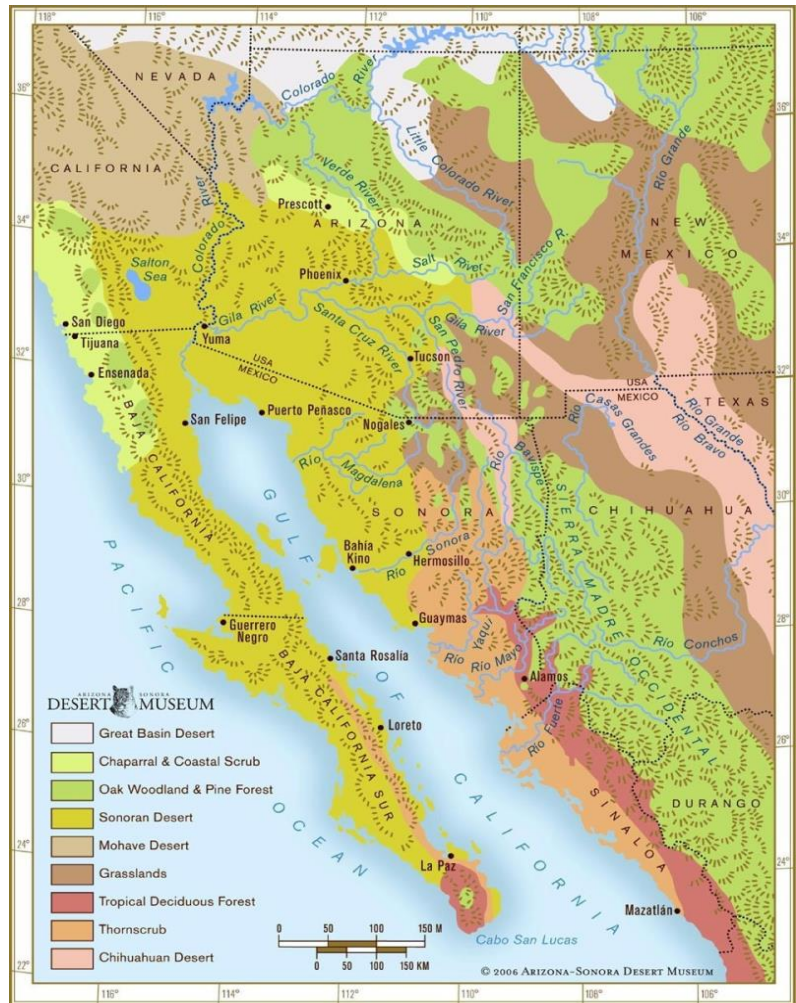 118°
116°
114°
112°
110°
108°
106°
NEVADA
Colorado River
36°
36°
Little Colorado River
Rio Grande
CALIFORNIA
River
Verde River
Prescott
ARIZONA
NEW MEXICO
34°
34°
Colorado
Salton Sea
Phoenix
Salt River
San Francisco R.
San Diego
Tijuana
Yuma
Gila River
Santa Cruz River
San Pedro River
Gila River
Tucson
32°
32°
USA
MEXICO
USA
MEXICO
TEXAS
Ensenada
San Felipe
Puerto Peñasco
Nogales
Río Casas Grandes
Rio Grande
Río Bravo
BAJA CALIFORNIA
Río Magdalena
Río Bavispe
30°
30°
SONORA
CHIHUAHUA
SIERRA MADRE OCCIDENTAL
Bahía Kino
Río Sonora
Hermosillo
GULF OF CALIFORNIA
PACIFIC OCEAN
28°
28°
Guerrero Negro
Guaymas
Yaqui
Río
Río Mayo
Río Conchos
Santa Rosalía
Alamos
BAJA CALIFORNIA SUR
Loreto
Río Fuerte
26°
26°
SINALOA
DURANGO
ARIZONA SONORA
DESERT MUSEUM
Great Basin Desert
Chaparral & Coastal Scrub
Oak Woodland & Pine Forest
Sonoran Desert
Mohave Desert
Grasslands
Tropical Deciduous Forest
Thornscrub
Chihuahuan Desert
24°
24°
La Paz
Mazatlán
Cabo San Lucas
0 50 100 150 M
0 50 100 150 KM
© 2006 ARIZONA-SONORA DESERT MUSEUM
22°
22°
116°
114°
112°
110°
108°
106°